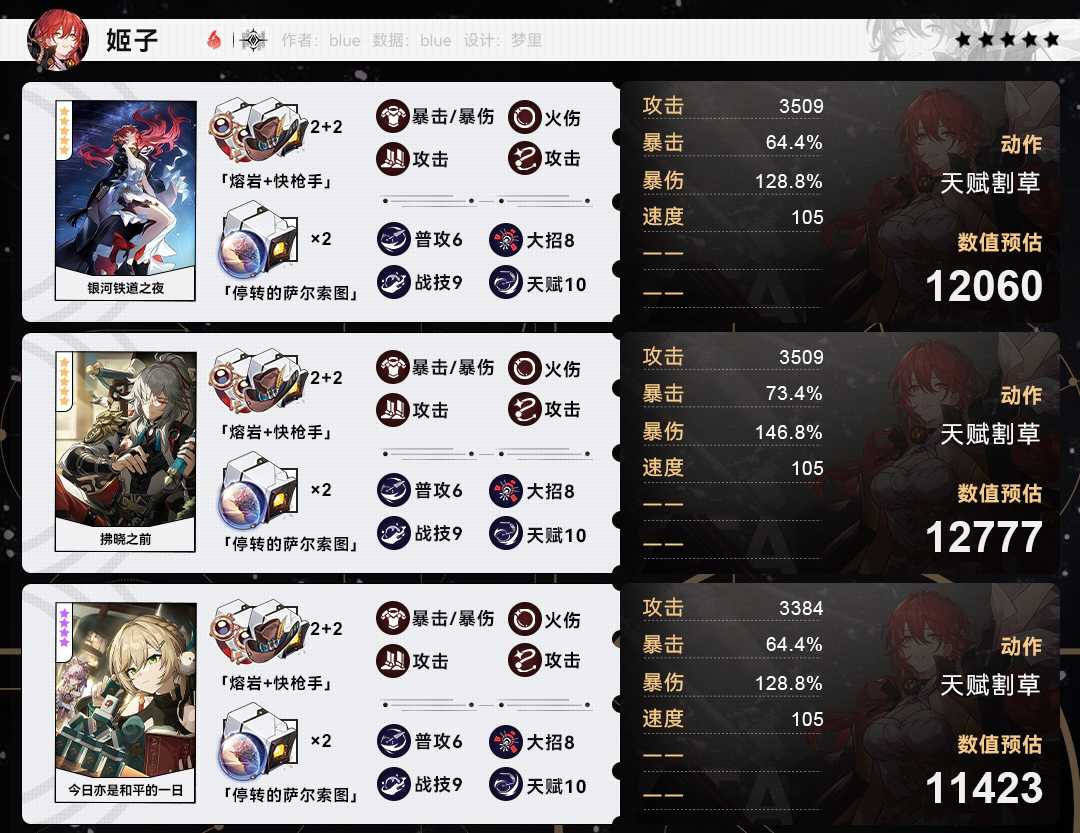 姬子 作者: blue 数据: blue 设计: 梦里
银河铁道之夜
2+2
「熔岩+快枪手」
×2
「停转的萨尔索图」
暴击/暴伤 火伤
攻击 攻击
普攻6 大招8
战技9 天赋10
攻击 3509
暴击 64.4%
暴伤 128.8%
速度 105
——
——
动作
天赋割草
数值预估
12060
拂晓之前
2+2
「熔岩+快枪手」
×2
「停转的萨尔索图」
暴击/暴伤 火伤
攻击 攻击
普攻6 大招8
战技9 天赋10
攻击 3509
暴击 73.4%
暴伤 146.8%
速度 105
——
——
动作
天赋割草
数值预估
12777
今日亦是和平的一日
2+2
「熔岩+快枪手」
×2
「停转的萨尔索图」
暴击/暴伤 火伤
攻击 攻击
普攻6 大招8
战技9 天赋10
攻击 3384
暴击 64.4%
暴伤 128.8%
速度 105
——
——
动作
天赋割草
数值预估
11423